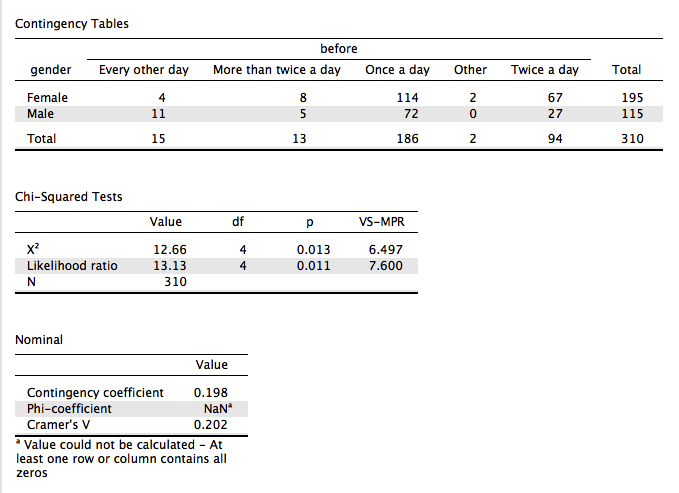 Contingency Tables
before
gender Every other day More than twice a day Once a day Other Twice a day Total
Female 4 8 114 2 67 195
Male 11 5 72 0 27 115
Total 15 13 186 2 94 310
Chi-Squared Tests
Value df p VS-MPR
X² 12.66 4 0.013 6.497
Likelihood ratio 13.13 4 0.011 7.600
N 310
Nominal
Value
Contingency coefficient 0.198
Phi-coefficient NaNᵃ
Cramer's V 0.202
ᵃ Value could not be calculated - At
least one row or column contains all
zeros